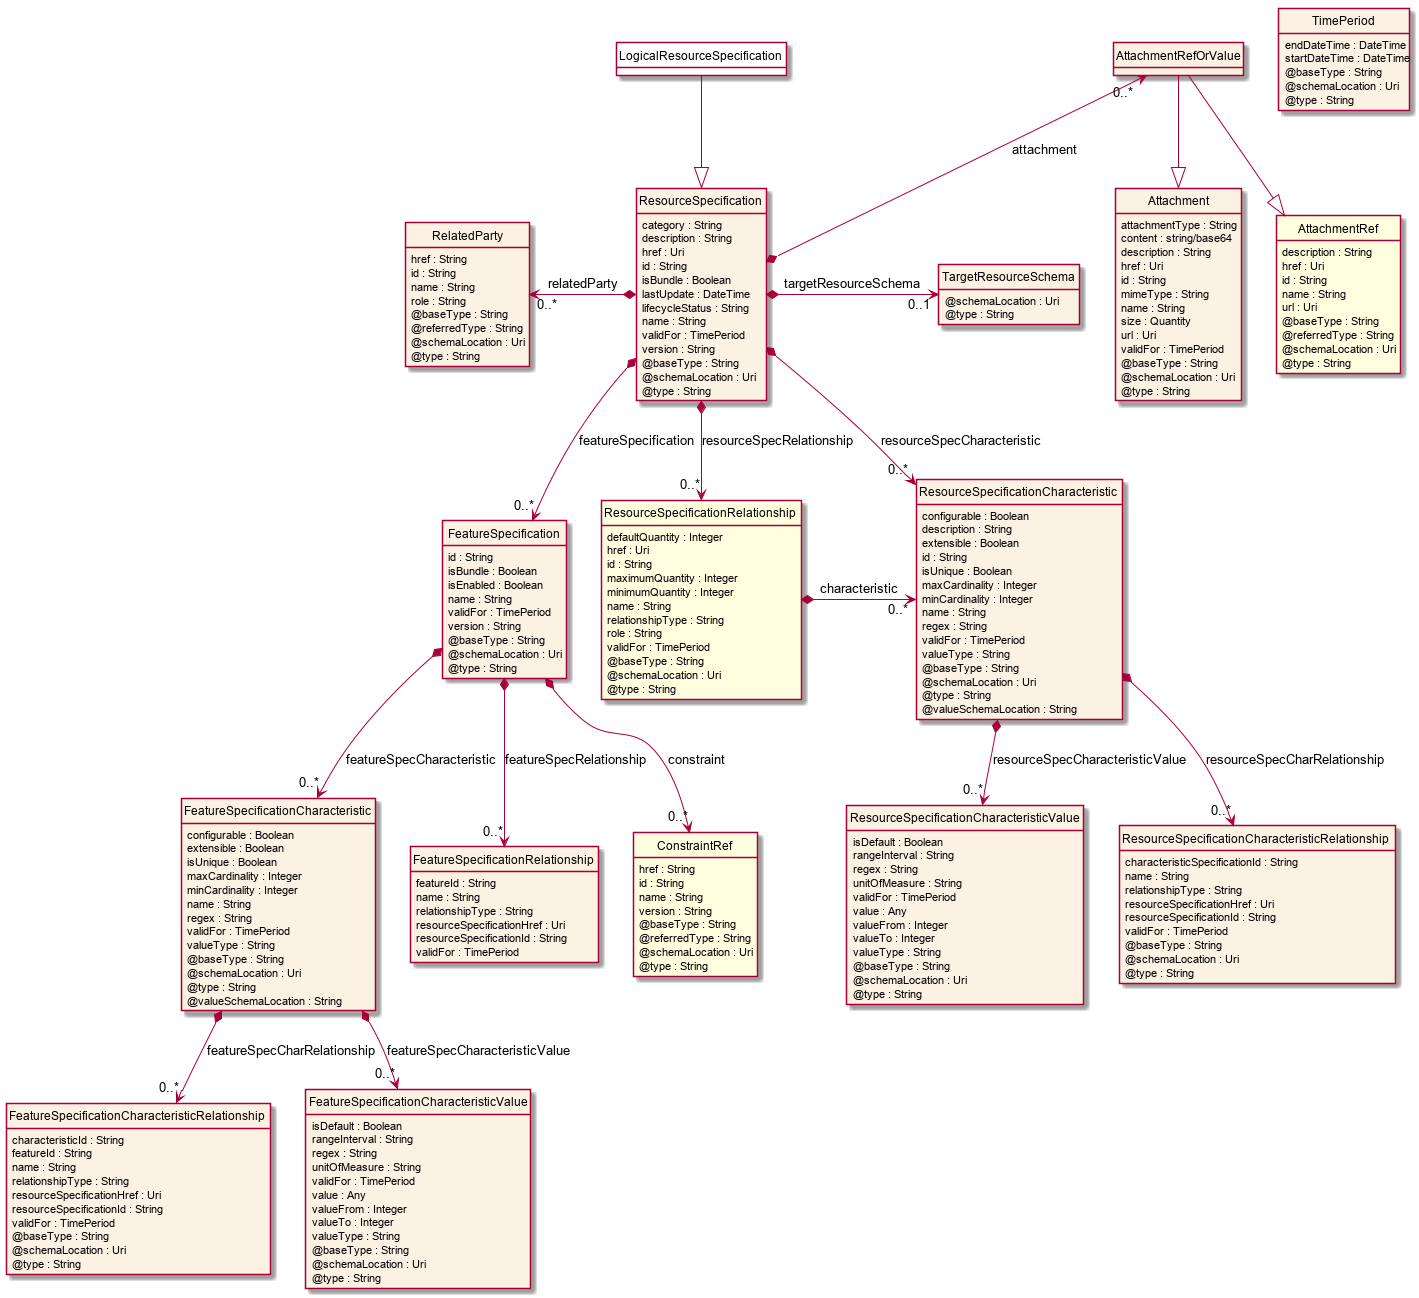 TimePeriod
endDateTime : DateTime
startDateTime : DateTime
@baseType : String
@schemaLocation : Uri
@type : String
LogicalResourceSpecification
AttachmentRefOrValue
0..*
attachment
ResourceSpecification
category : String
description : String
href : Uri
id : String
isBundle : Boolean
lastUpdate : DateTime
lifecycleStatus : String
name : String
validFor : TimePeriod
version : String
@baseType : String
@schemaLocation : Uri
@type : String
Attachment
attachmentType : String
content : string/base64
description : String
href : Uri
id : String
mimeType : String
name : String
size : Quantity
url : Uri
validFor : TimePeriod
@baseType : String
@schemaLocation : Uri
@type : String
AttachmentRef
description : String
href : Uri
id : String
name : String
url : Uri
@baseType : String
@referredType : String
@schemaLocation : Uri
@type : String
RelatedParty
href : String
id : String
name : String
role : String
@baseType : String
@referredType : String
@schemaLocation : Uri
@type : String
relatedParty
0..*
targetResourceSchema
0..1
TargetResourceSchema
@schemaLocation : Uri
@type : String
featureSpecification
0..*
resourceSpecRelationship
0..*
resourceSpecCharacteristic
0..*
FeatureSpecification
id : String
isBundle : Boolean
isEnabled : Boolean
name : String
validFor : TimePeriod
version : String
@baseType : String
@schemaLocation : Uri
@type : String
ResourceSpecificationRelationship
defaultQuantity : Integer
href : Uri
id : String
maximumQuantity : Integer
minimumQuantity : Integer
name : String
relationshipType : String
role : String
validFor : TimePeriod
@baseType : String
@schemaLocation : Uri
@type : String
characteristic
0..*
ResourceSpecificationCharacteristic
configurable : Boolean
description : String
extensible : Boolean
id : String
isUnique : Boolean
maxCardinality : Integer
minCardinality : Integer
name : String
regex : String
validFor : TimePeriod
valueType : String
@baseType : String
@schemaLocation : Uri
@type : String
@valueSchemaLocation : String
featureSpecCharacteristic
0..*
featureSpecRelationship
0..*
constraint
0..*
resourceSpecCharacteristicValue
0..*
resourceSpecCharRelationship
0..*
FeatureSpecificationCharacteristic
configurable : Boolean
extensible : Boolean
isUnique : Boolean
maxCardinality : Integer
minCardinality : Integer
name : String
regex : String
validFor : TimePeriod
valueType : String
@baseType : String
@schemaLocation : Uri
@type : String
@valueSchemaLocation : String
FeatureSpecificationRelationship
featureId : String
name : String
relationshipType : String
resourceSpecificationHref : Uri
resourceSpecificationId : String
validFor : TimePeriod
ConstraintRef
href : String
id : String
name : String
version : String
@baseType : String
@referredType : String
@schemaLocation : Uri
@type : String
ResourceSpecificationCharacteristicValue
isDefault : Boolean
rangeInterval : String
regex : String
unitOfMeasure : String
validFor : TimePeriod
value : Any
valueFrom : Integer
valueTo : Integer
valueType : String
@baseType : String
@schemaLocation : Uri
@type : String
ResourceSpecificationCharacteristicRelationship
characteristicSpecificationId : String
name : String
relationshipType : String
resourceSpecificationHref : Uri
resourceSpecificationId : String
validFor : TimePeriod
@baseType : String
@schemaLocation : Uri
@type : String
featureSpecCharRelationship
0..*
featureSpecCharacteristicValue
0..*
FeatureSpecificationCharacteristicRelationship
characteristicId : String
featureId : String
name : String
relationshipType : String
resourceSpecificationHref : Uri
resourceSpecificationId : String
validFor : TimePeriod
@baseType : String
@schemaLocation : Uri
@type : String
FeatureSpecificationCharacteristicValue
isDefault : Boolean
rangeInterval : String
regex : String
unitOfMeasure : String
validFor : TimePeriod
value : Any
valueFrom : Integer
valueTo : Integer
valueType : String
@baseType : String
@schemaLocation : Uri
@type : String